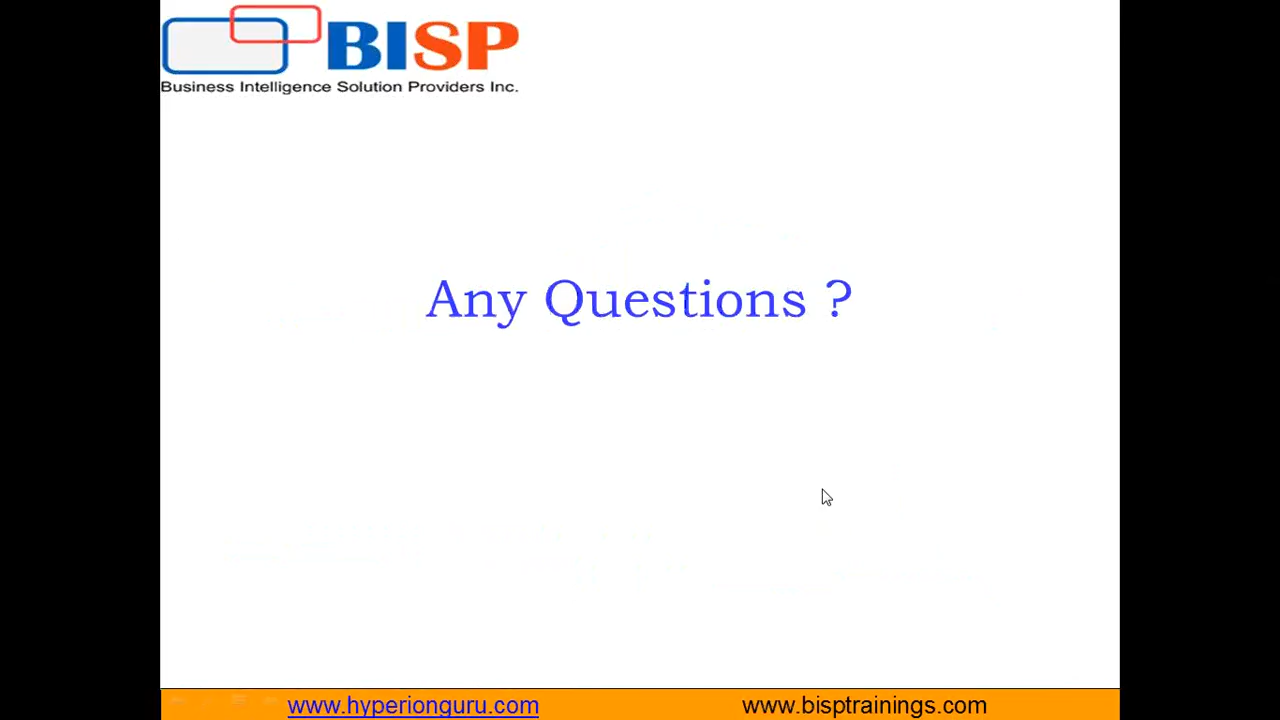 BISP
Business Intelligence Solution Providers Inc.
Any Questions ?
www.hyperionguru.com
www.bisptrainings.com